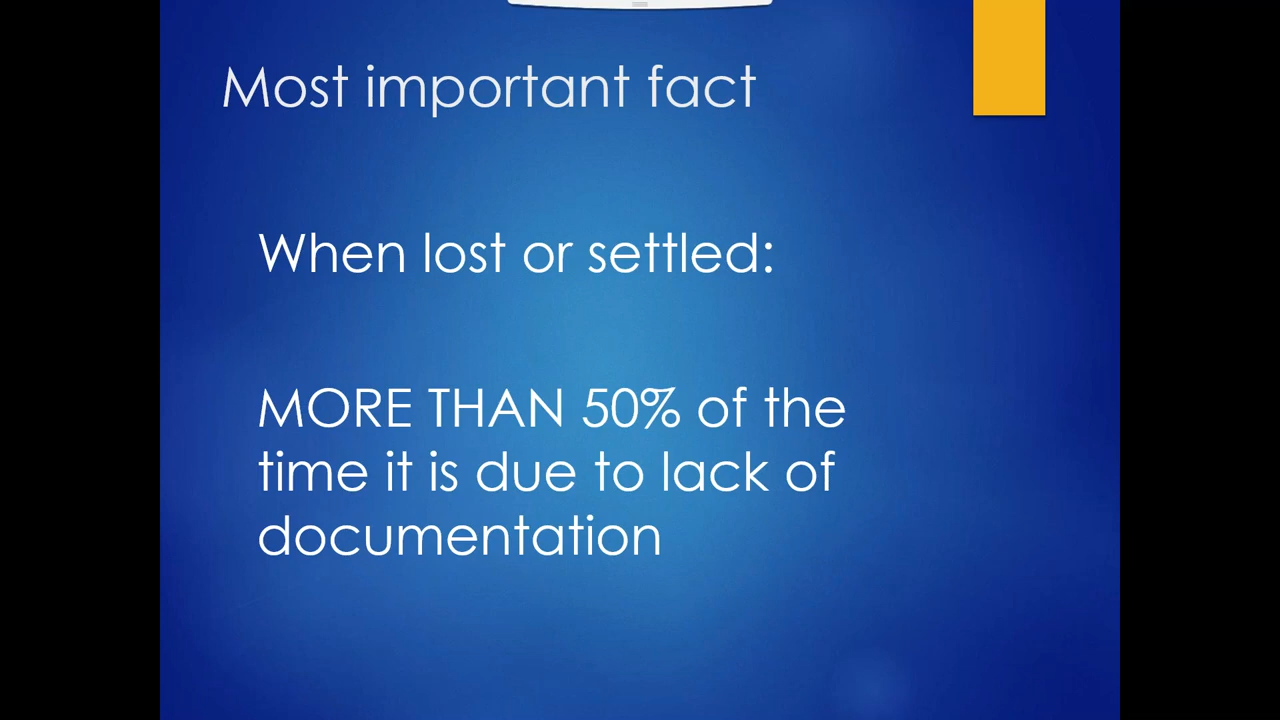 Most important fact
When lost or settled:
MORE THAN 50% of the
time it is due to lack of
documentation